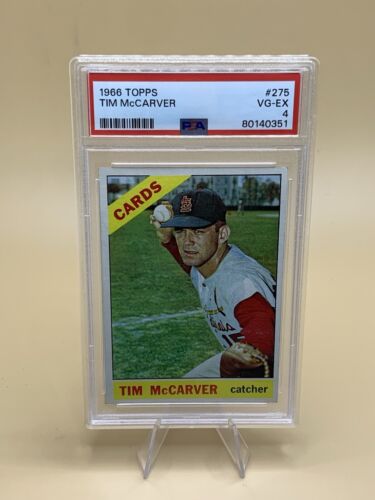 1966 TOPPS #275
TIM McCARVER VG-EX
4
PSA 80140351
CARDS
TIM McCARVER catcher